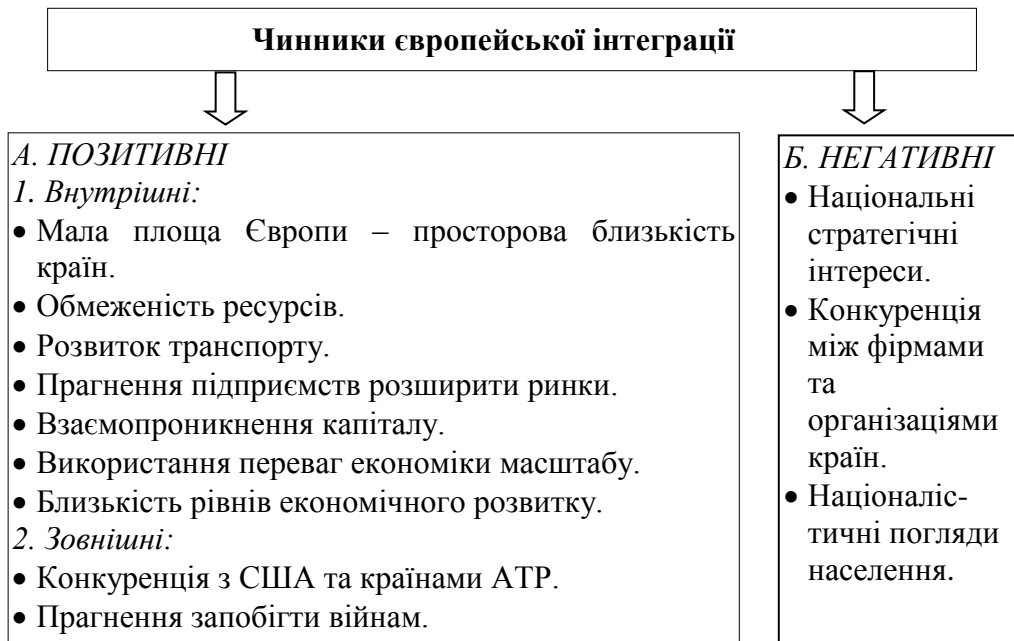 Чинники європейської інтеграції
А. ПОЗИТИВНІ
1. Внутрішні:
• Мала площа Європи – просторова близькість
країн.
• Обмеженість ресурсів.
• Розвиток транспорту.
• Прагнення підприємств розширити ринки.
• Взаємопроникнення капіталу.
• Використання переваг економіки масштабу.
• Близькість рівнів економічного розвитку.
2. Зовнішні:
• Конкуренція з США та країнами АТР.
• Прагнення запобігти війнам.
Б. НЕГАТИВНІ
• Національні
стратегічні
інтереси.
• Конкуренція
між фірмами
та
організаціями
країн.
• Націоналіс-
тичні погляди
населення.